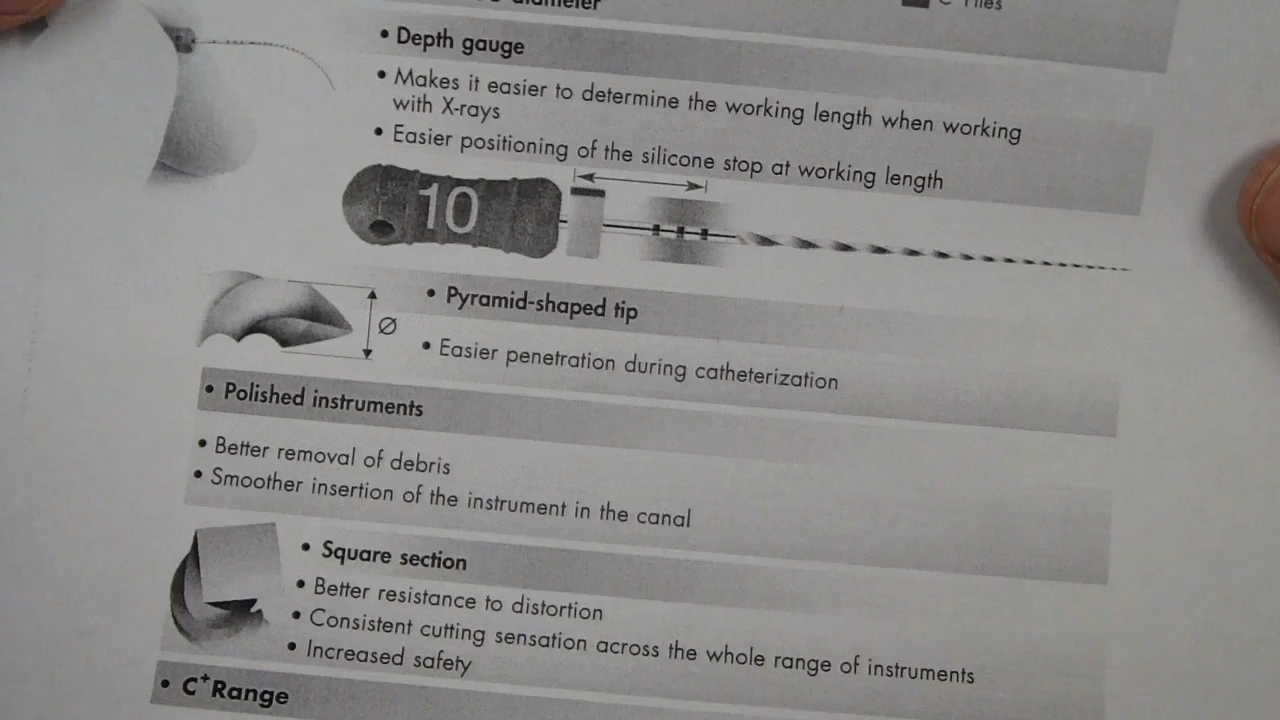 diameter
C⁺ Files
• Depth gauge
• Makes it easier to determine the working length when working
with X-rays
• Easier positioning of the silicone stop at working length
10
• Pyramid-shaped tip
Ø
• Easier penetration during catheterization
• Polished instruments
• Better removal of debris
• Smoother insertion of the instrument in the canal
• Square section
• Better resistance to distortion
• Consistent cutting sensation across the whole range of instruments
• Increased safety
• C⁺Range